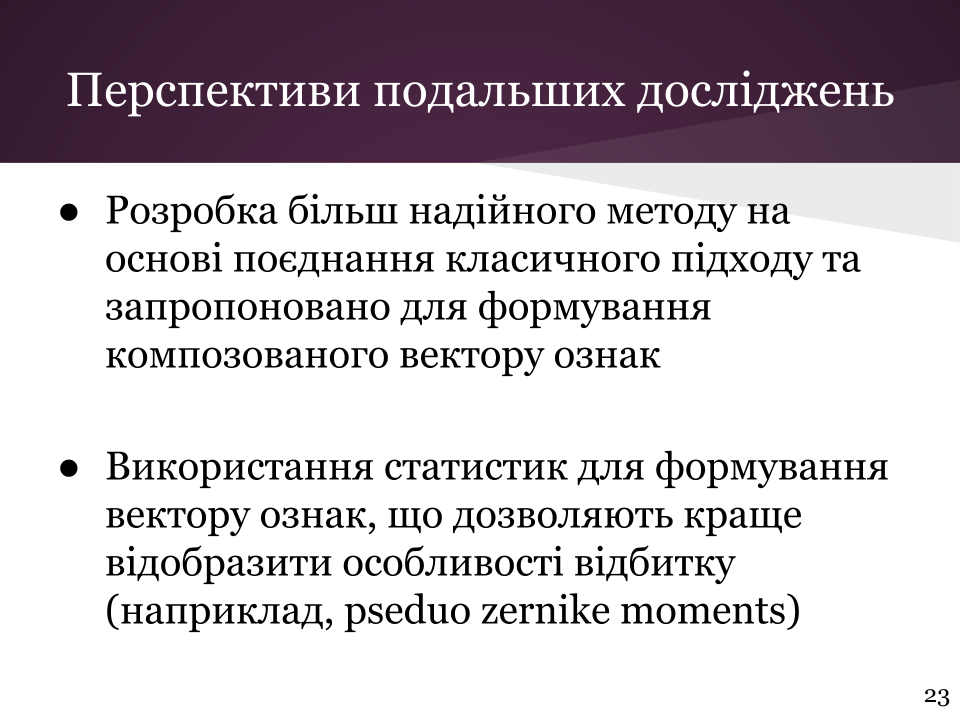 Перспективи подальших досліджень
● Розробка більш надійного методу на
основі поєднання класичного підходу та
запропоновано для формування
композованого вектору ознак
● Використання статистик для формування
вектору ознак, що дозволяють краще
відобразити особливості відбитку
(наприклад, pseduo zernike moments)
23